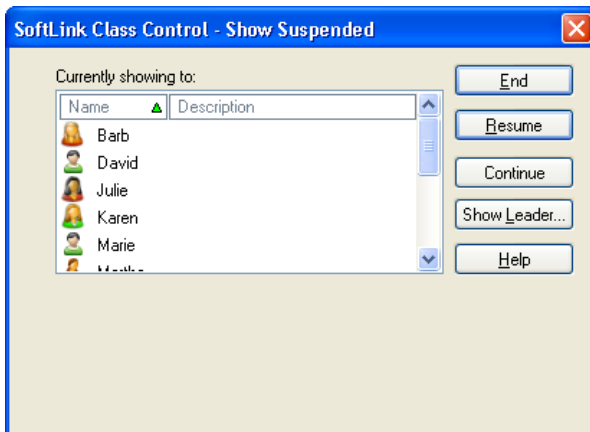 SoftLink Class Control - Show Suspended
Currently showing to:
End
Name Description
Barb
Resume
David
Julie
Continue
Karen
Show Leader...
Marie
Help